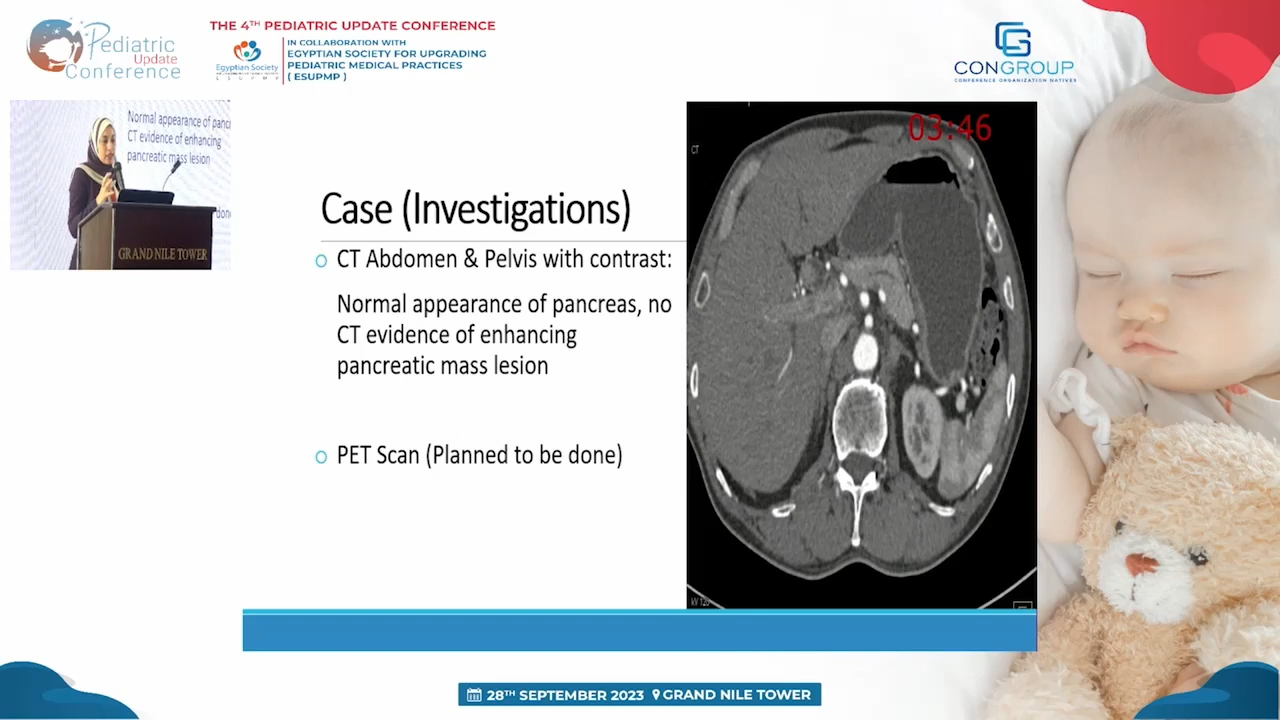 Pediatric
Update
Conference
THE 4TH PEDIATRIC UPDATE CONFERENCE
Egyptian Society
E S U P M P
IN COLLABORATION WITH
EGYPTIAN SOCIETY FOR UPGRADING
PEDIATRIC MEDICAL PRACTICES
( ESUPMP )
CONGROUP
CONFERENCE ORGANIZATION NATIVES
Normal appearance of panc
CT evidence of enhancing
pancreatic mass lesion
GRAND NILE TOWER
03:46
CT
Case (Investigations)
CT Abdomen & Pelvis with contrast:
Normal appearance of pancreas, no
CT evidence of enhancing
pancreatic mass lesion
PET Scan (Planned to be done)
28TH SEPTEMBER 2023 GRAND NILE TOWER